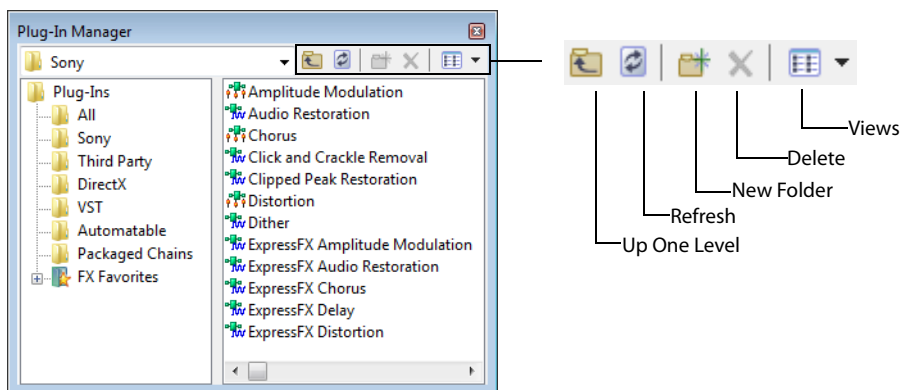 Plug-In Manager
Sony
Plug-Ins
All
Sony
Third Party
DirectX
VST
Automatable
Packaged Chains
FX Favorites
Amplitude Modulation
Audio Restoration
Chorus
Click and Crackle Removal
Clipped Peak Restoration
Distortion
Dither
ExpressFX Amplitude Modulation
ExpressFX Audio Restoration
ExpressFX Chorus
ExpressFX Delay
ExpressFX Distortion
Views
Delete
New Folder
Refresh
Up One Level